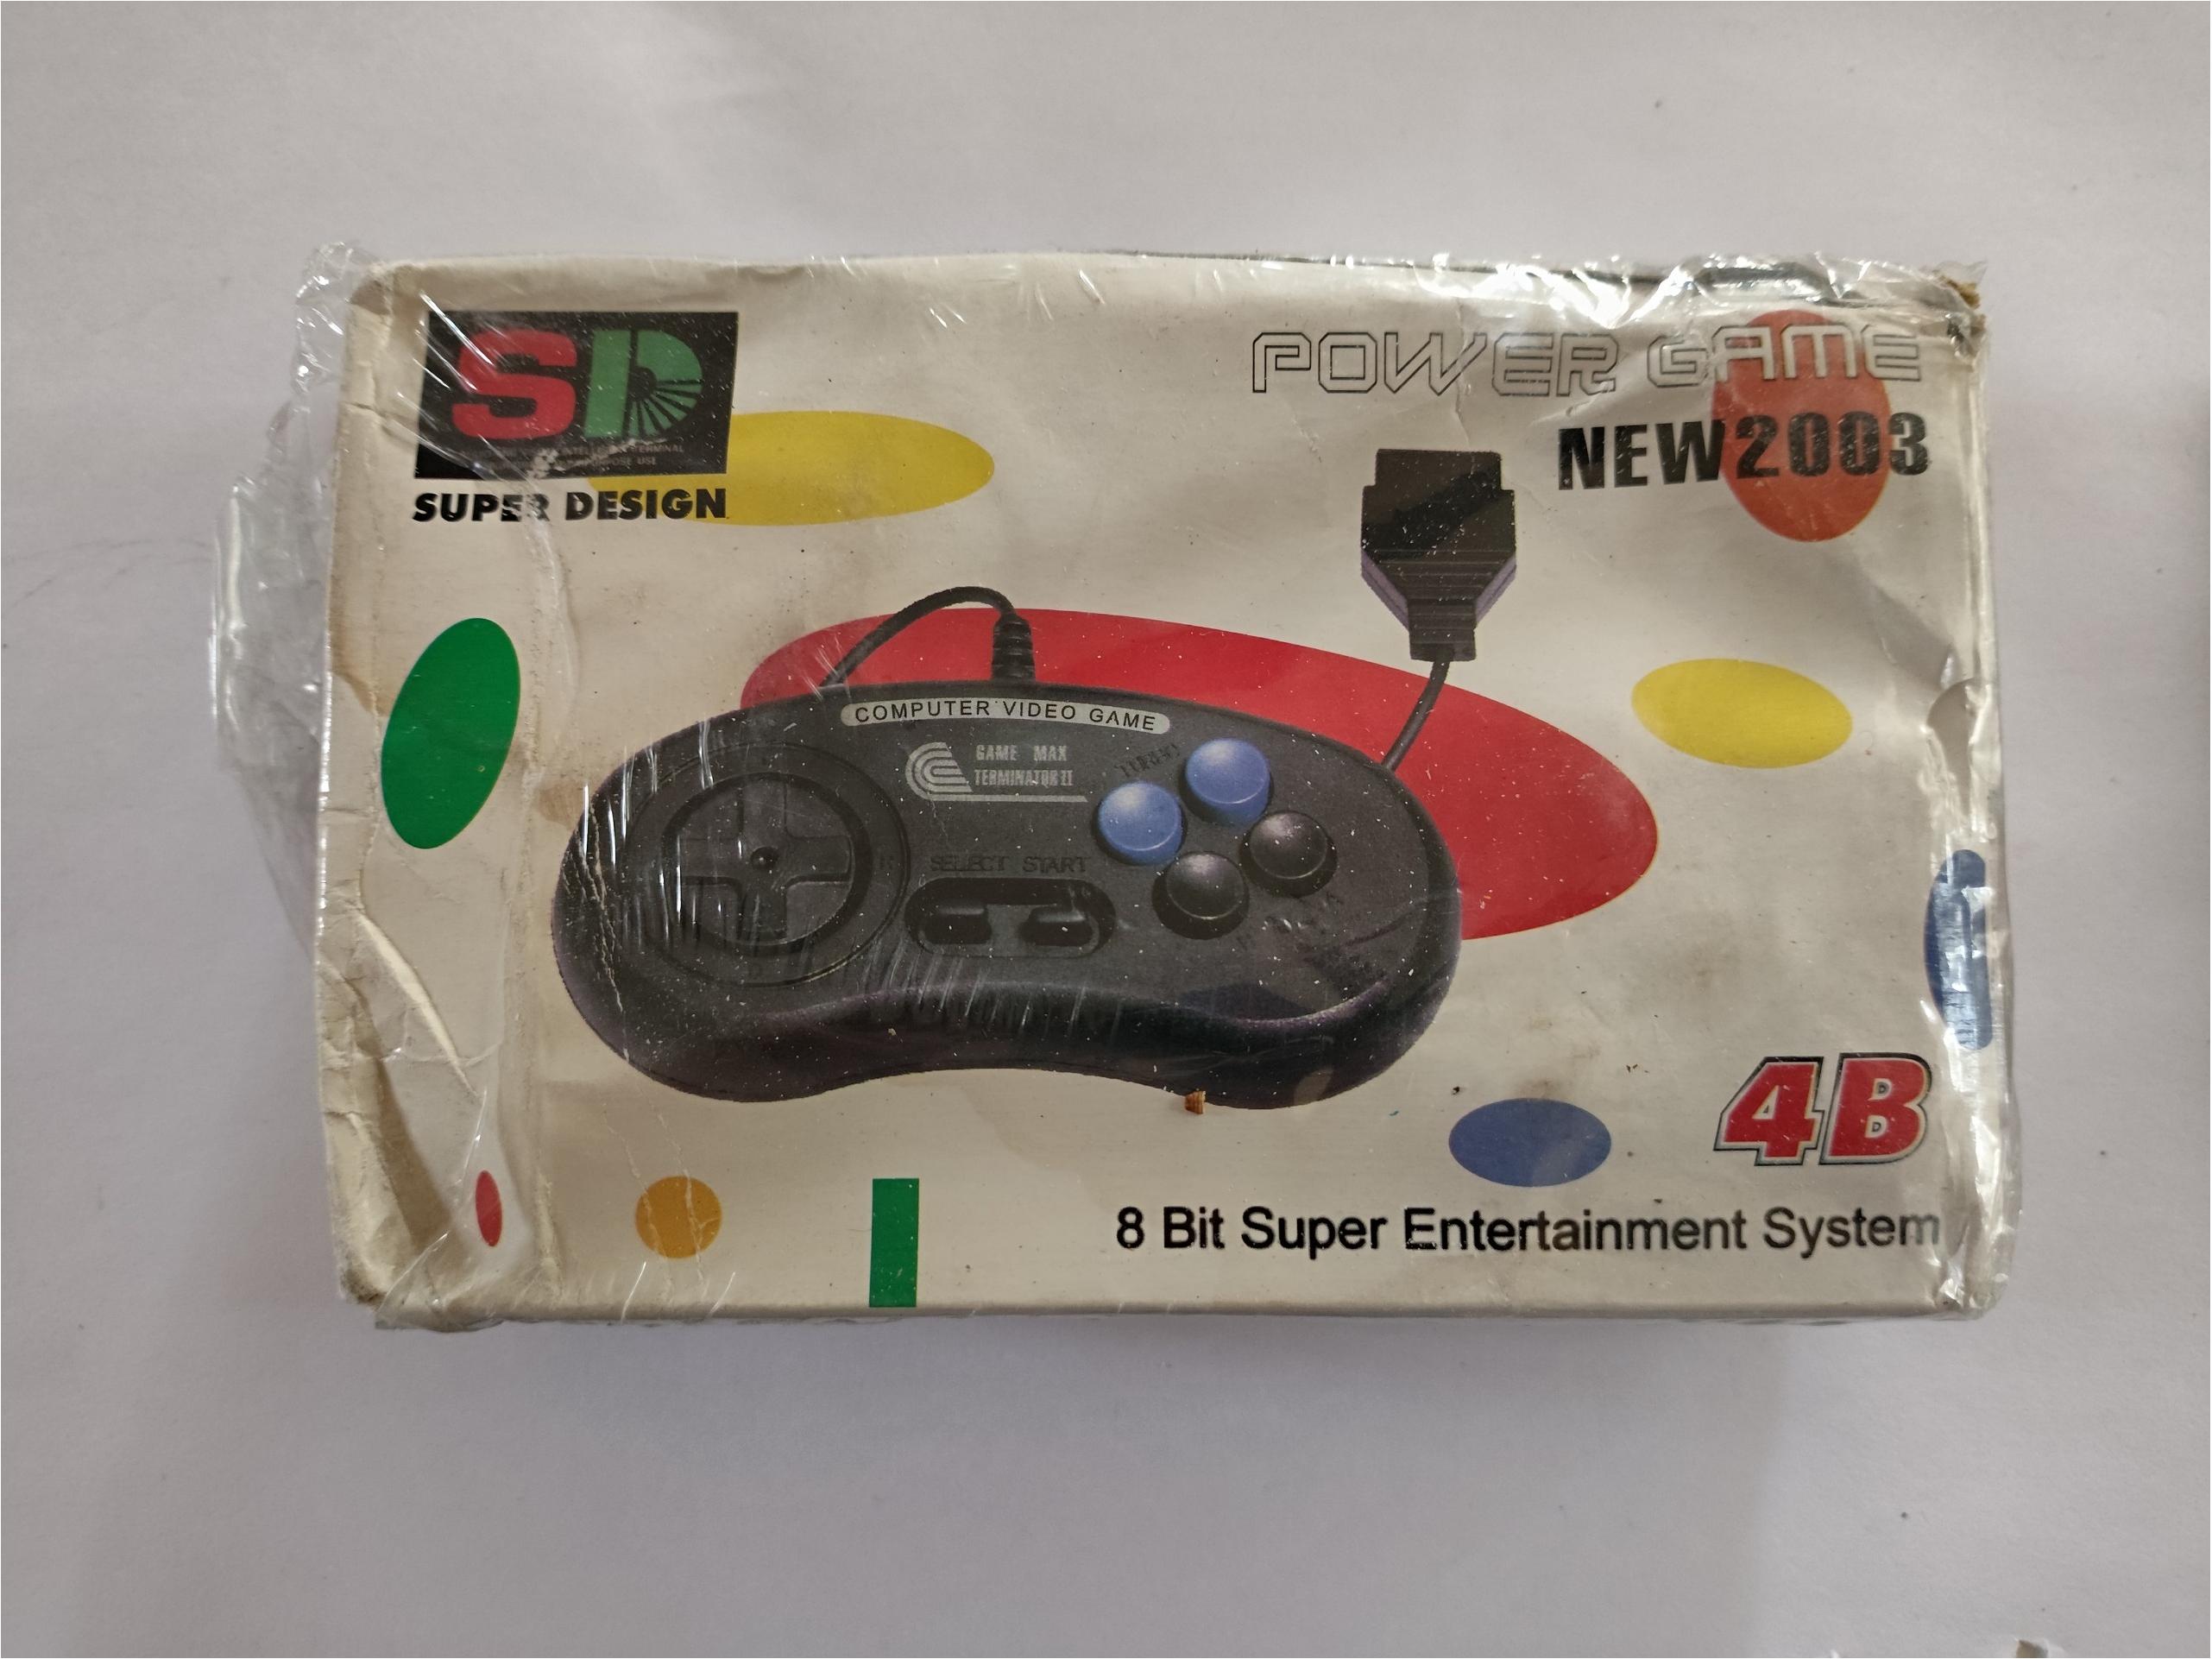 SD
SUPER DESIGN
POWER GAME
NEW2003
COMPUTER VIDEO GAME
GAME MAX
TERMINATOR II
SELECT START
4B
8 Bit Super Entertainment System